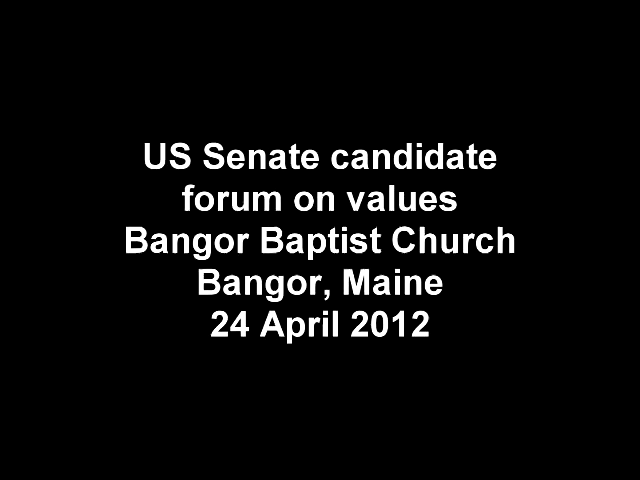 US Senate candidate
forum on values
Bangor Baptist Church
Bangor, Maine
24 April 2012